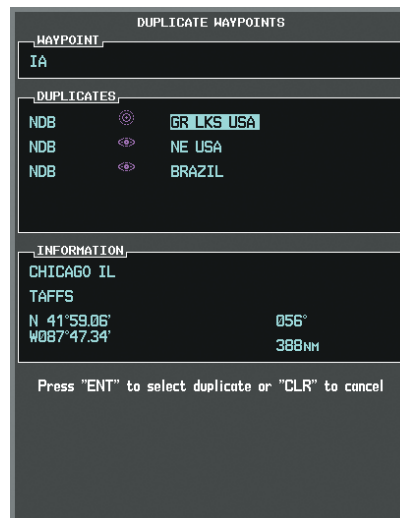 DUPLICATE WAYPOINTS
WAYPOINT
IA
DUPLICATES
NDB GR LKS USA
NDB NE USA
NDB BRAZIL
INFORMATION
CHICAGO IL
TAFFS
N 41°59.06' 056°
W087°47.34'
388NM
Press "ENT" to select duplicate or "CLR" to cancel